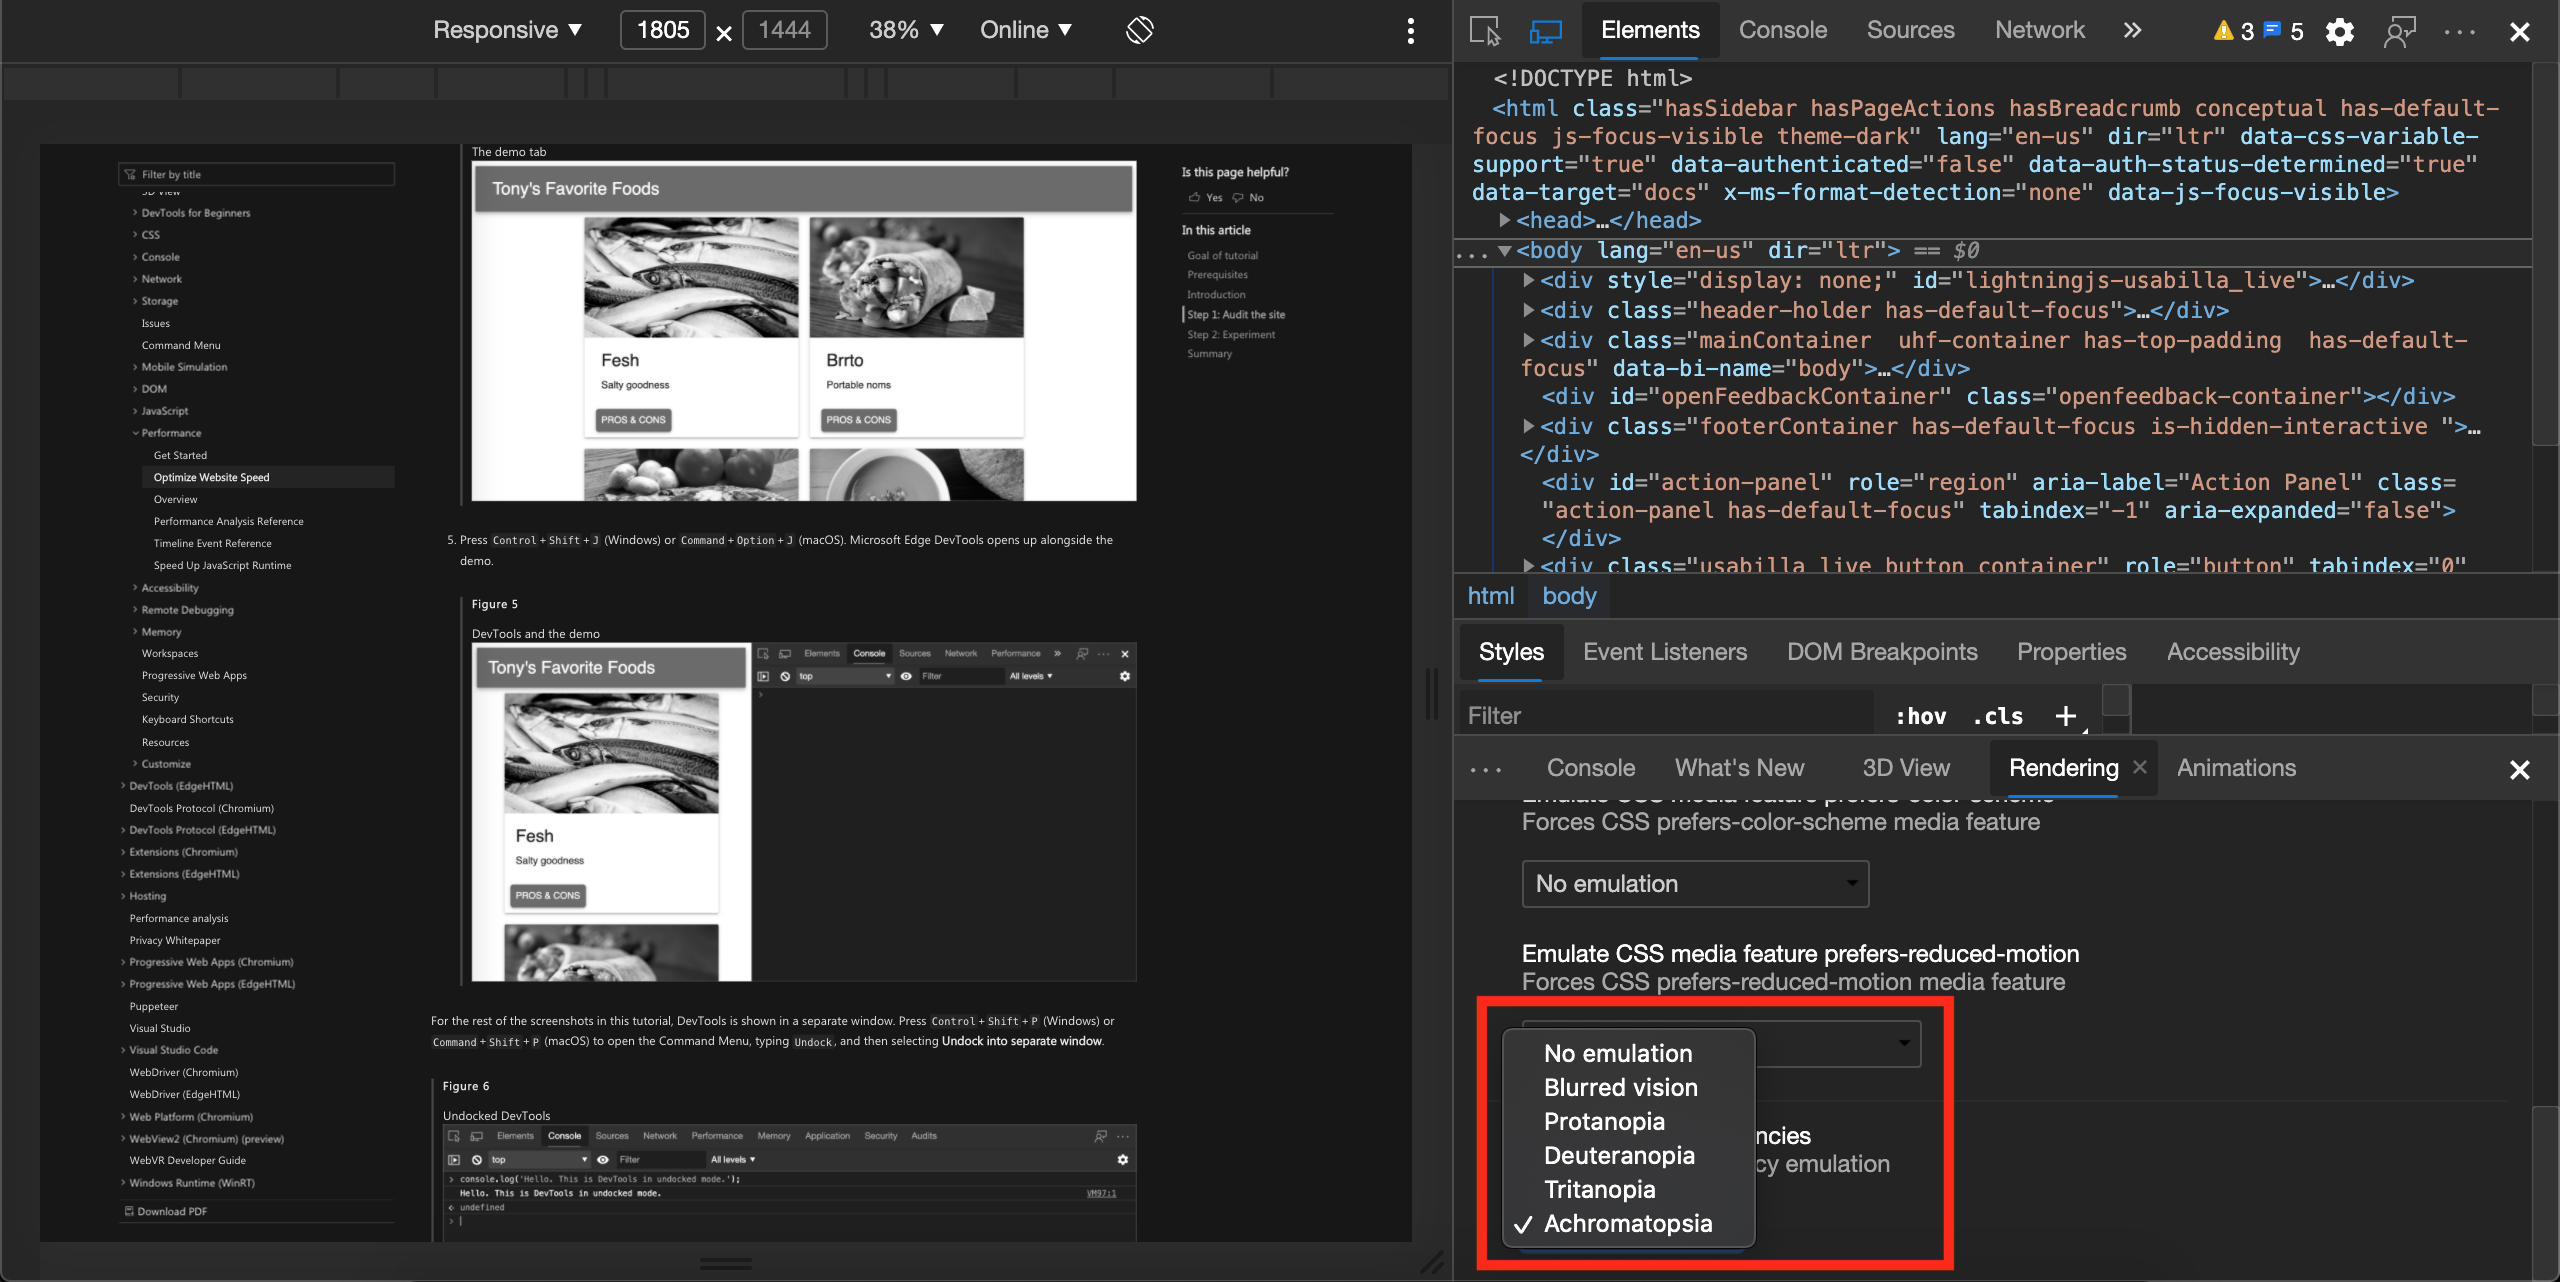 Responsive ▼ 1805 × 1444 38% ▼ Online ▼
Filter by title
3D View
DevTools for Beginners
CSS
Console
Network
Storage
Issues
Command Menu
Mobile Simulation
DOM
JavaScript
Performance
Get Started
Optimize Website Speed
Overview
Performance Analysis Reference
Timeline Event Reference
Speed Up JavaScript Runtime
Accessibility
Remote Debugging
Memory
Workspaces
Progressive Web Apps
Security
Keyboard Shortcuts
Resources
Customize
DevTools (EdgeHTML)
DevTools Protocol (Chromium)
DevTools Protocol (EdgeHTML)
Extensions (Chromium)
Extensions (EdgeHTML)
Hosting
Performance analysis
Privacy Whitepaper
Progressive Web Apps (Chromium)
Progressive Web Apps (EdgeHTML)
Puppeteer
Visual Studio
Visual Studio Code
WebDriver (Chromium)
WebDriver (EdgeHTML)
Web Platform (Chromium)
WebView2 (Chromium) (preview)
WebVR Developer Guide
Windows Runtime (WinRT)
Download PDF
The demo tab
Tony's Favorite Foods
Fesh
Salty goodness
PROS & CONS
Brrto
Portable noms
PROS & CONS
5. Press Control+Shift+J (Windows) or Command+Option+J (macOS). Microsoft Edge DevTools opens up alongside the
demo.
Figure 5
DevTools and the demo
Tony's Favorite Foods
Fesh
Salty goodness
PROS & CONS
Elements Console Sources Network Performance »
top Filter All levels ▼
For the rest of the screenshots in this tutorial, DevTools is shown in a separate window. Press Control+Shift+P (Windows) or
Command+Shift+P (macOS) to open the Command Menu, typing Undock, and then selecting Undock into separate window.
Figure 6
Undocked DevTools
Elements Console Sources Network Performance Memory Application Security Audits
top Filter All levels ▼
console.log('Hello. This is DevTools in undocked mode.');
Hello. This is DevTools in undocked mode. VM97:1
undefined
Is this page helpful?
Yes No
In this article
Goal of tutorial
Prerequisites
Introduction
Step 1: Audit the site
Step 2: Experiment
Summary
Elements Console Sources Network » 3 5 ···
<!DOCTYPE html>
<html class="hasSidebar hasPageActions hasBreadcrumb conceptual has-default-
focus js-focus-visible theme-dark" lang="en-us" dir="ltr" data-css-variable-
support="true" data-authenticated="false" data-auth-status-determined="true"
data-target="docs" x-ms-format-detection="none" data-js-focus-visible>
<head>…</head>
... <body lang="en-us" dir="ltr"> == $0
<div style="display: none;" id="lightningjs-usabilla_live">…</div>
<div class="header-holder has-default-focus">…</div>
<div class="mainContainer  uhf-container has-top-padding  has-default-
focus" data-bi-name="body">…</div>
<div id="openFeedbackContainer" class="openfeedback-container"></div>
<div class="footerContainer has-default-focus is-hidden-interactive ">…
</div>
<div id="action-panel" role="region" aria-label="Action Panel" class=
"action-panel has-default-focus" tabindex="-1" aria-expanded="false">
</div>
<div class="usabilla_live_button_container" role="button" tabindex="0"
html body
Styles Event Listeners DOM Breakpoints Properties Accessibility
Filter :hov .cls +
··· Console What's New 3D View Rendering × Animations
Emulate CSS media feature prefers-color-scheme
Forces CSS prefers-color-scheme media feature
No emulation
Emulate CSS media feature prefers-reduced-motion
Forces CSS prefers-reduced-motion media feature
No emulation
Blurred vision
Protanopia
Deuteranopia
Tritanopia
✓ Achromatopsia
ncies
cy emulation